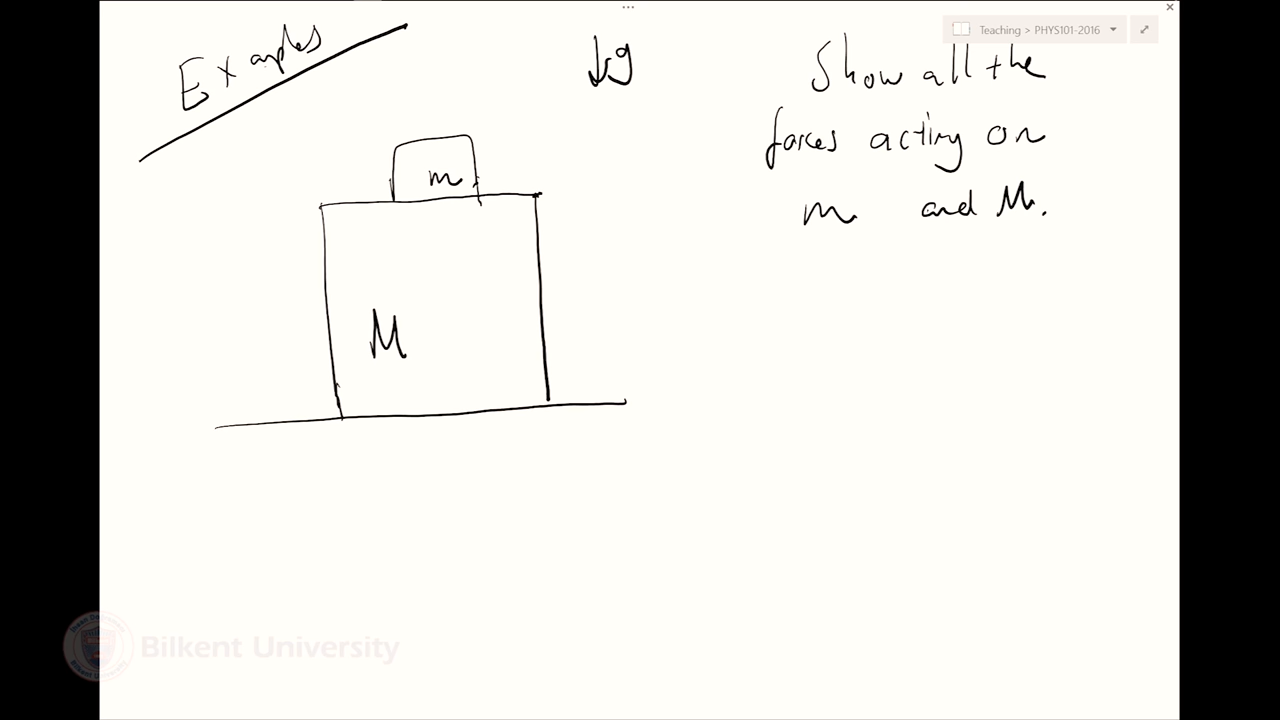 Teaching > PHYS101-2016
Examples
g
Show all the
forces acting on
m and M.
m
M
Bilkent University